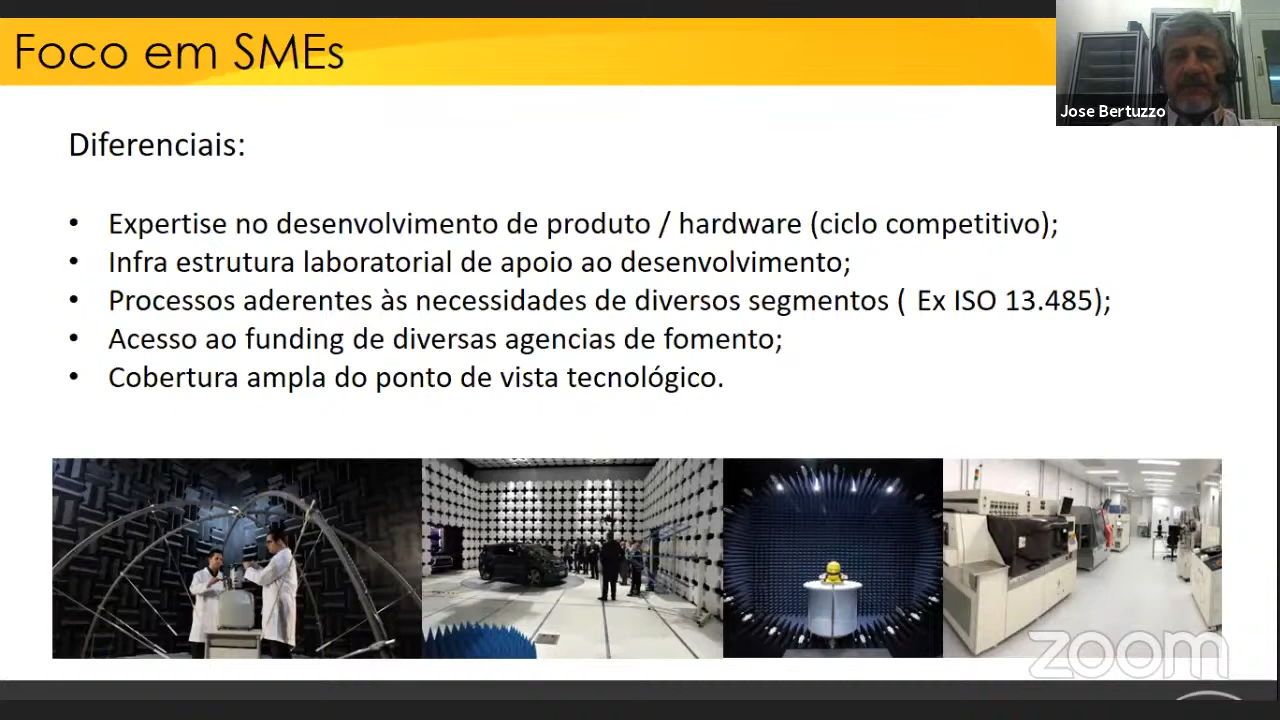 Foco em SMEs
Jose Bertuzzo
Diferenciais:
• Expertise no desenvolvimento de produto / hardware (ciclo competitivo);
• Infra estrutura laboratorial de apoio ao desenvolvimento;
• Processos aderentes às necessidades de diversos segmentos ( Ex ISO 13.485);
• Acesso ao funding de diversas agencias de fomento;
• Cobertura ampla do ponto de vista tecnológico.
zoom